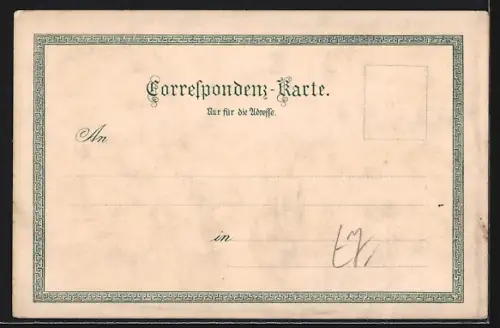 Correſpondenz-Karte.
Nur für die Adreſſe.
An
in